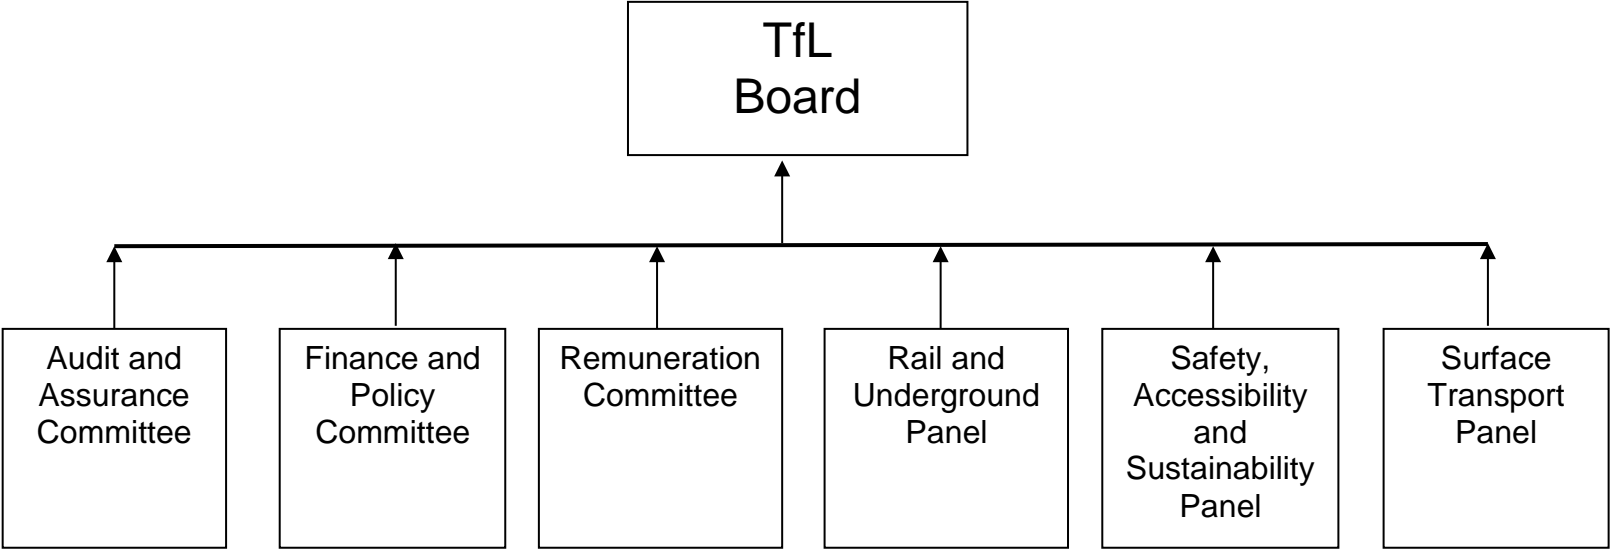 TfL
Board
Audit and
Assurance
Committee
Finance and
Policy
Committee
Remuneration
Committee
Rail and
Underground
Panel
Safety,
Accessibility
and
Sustainability
Panel
Surface
Transport
Panel